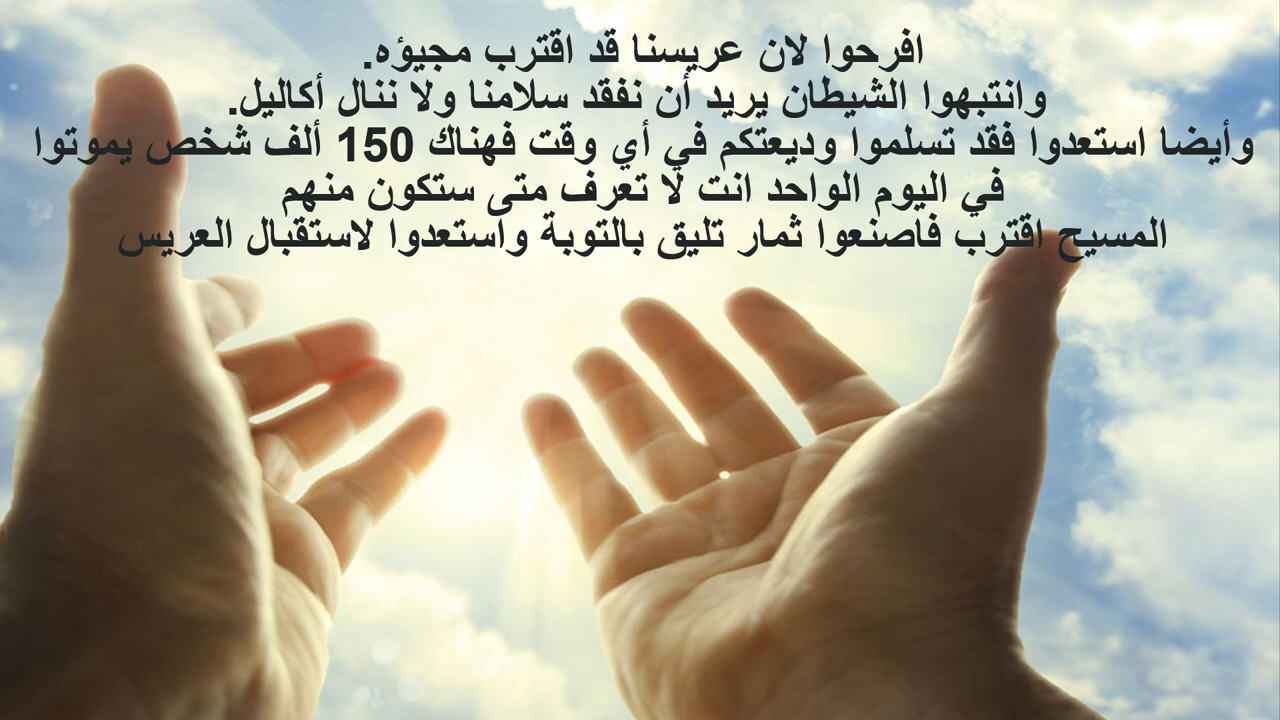 افرحوا لان عريسنا قد اقترب مجيؤه.
وانتبهوا الشيطان يريد أن نفقد سلامنا ولا ننال أكاليل.
وأيضا استعدوا فقد تسلموا وديعتكم في أي وقت فهناك 150 ألف شخص يموتوا
في اليوم الواحد انت لا تعرف متى ستكون منهم
المسيح اقترب فاصنعوا ثمار تليق بالتوبة واستعدوا لاستقبال العريس